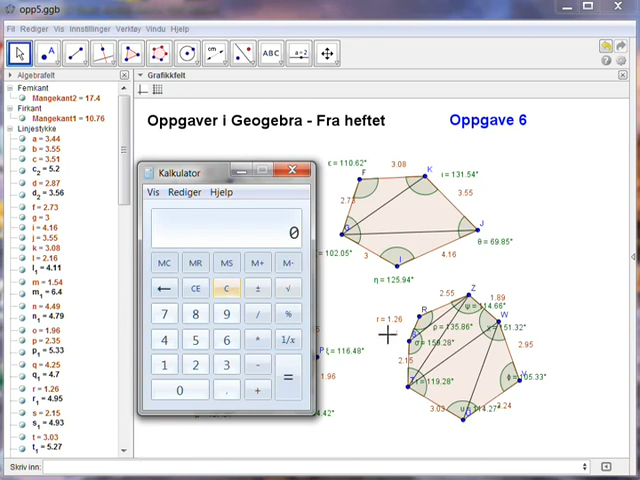 opp5.ggb
Fil Rediger Vis Innstillinger Verktøy Vindu Hjelp
A
ABC
a=2
Algebrafelt
Grafikkfelt
Femkant
Mangekant2 = 17.4
Firkant
Mangekant1 = 10.76
Linjestykke
a = 3.44
b = 3.55
c = 3.51
c2 = 5.2
d = 2.87
d2 = 3.56
f = 2.73
g = 3
i = 4.16
j = 3.55
k = 3.08
l = 2.16
l1 = 4.11
m = 1.54
m1 = 6.4
n = 4.49
n1 = 4.79
o = 1.96
p = 2.35
p1 = 5.33
q = 4.25
q1 = 4.7
r = 1.26
r1 = 4.95
s = 2.15
s1 = 4.93
t = 3.03
t1 = 5.27
Oppgaver i Geogebra - Fra heftet
Oppgave 6
ε = 110.62°
3.08
K
ι = 131.54°
F
2.73
3.55
J
= 102.05°
3
I
4.16
θ = 69.85°
η = 125.94°
Kalkulator
Vis Rediger Hjelp
0
MC MR MS M+ M-
← CE C ± √
7 8 9 / %
4 5 6 * 1/x
1 2 3 - =
0 , +
P
ξ = 116.48°
1.96
4.42°
Z
2.55
1.89
ψ = 114.66°
R
r = 1.26
W
ρ = 135.86°
151.32°
σ = 159.28°
2.95
2.15
V
= 119.28°
ϕ = 105.33°
3.03
= 114.27°
2.24
U
Skriv inn: